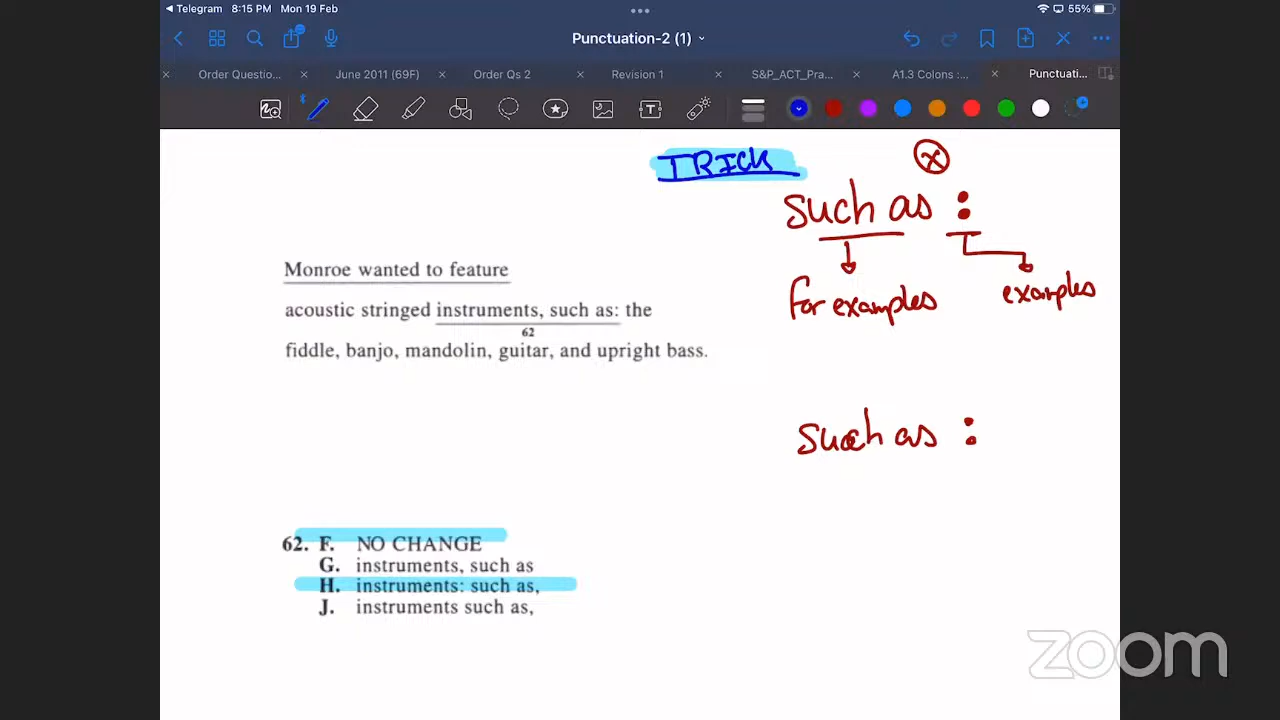 Telegram 8:15 PM Mon 19 Feb 55%
Punctuation-2 (1)
Order Questio... June 2011 (69F) Order Qs 2 Revision 1 S&P_ACT_Pra... A1.3 Colons :... Punctuati...
TRICK
x
such as :
for examples
examples
Monroe wanted to feature
acoustic stringed instruments, such as: the
62
fiddle, banjo, mandolin, guitar, and upright bass.
such as :
62. F. NO CHANGE
G. instruments, such as
H. instruments: such as,
J. instruments such as,
zoom